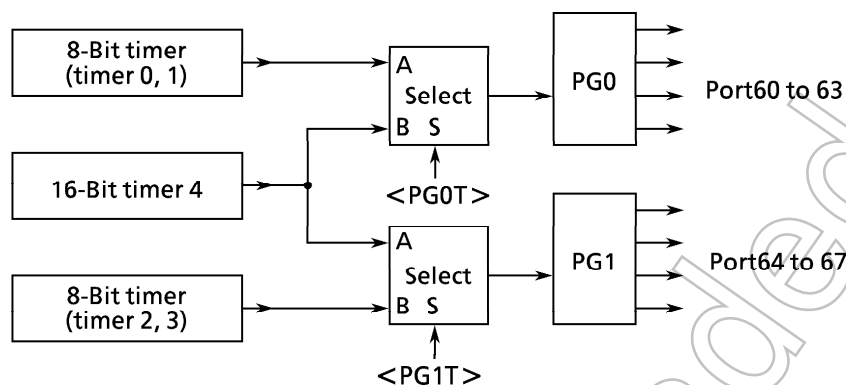 8-Bit timer
(timer 0, 1)
A
Select
B S
<PG0T>
PG0
Port60 to 63
16-Bit timer 4
A
Select
B S
<PG1T>
PG1
Port64 to 67
8-Bit timer
(timer 2, 3)